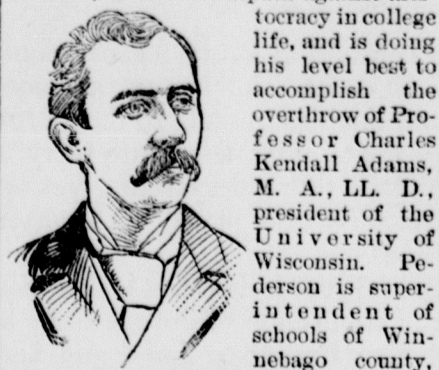 tocracy in college
life, and is doing
his level best to
accomplish the
overthrow of Pro-
fessor Charles
Kendall Adams,
M. A., LL. D.,
president of the
University of
Wisconsin. Pe-
derson is super-
intendent of
schools of Win-
nebago county,